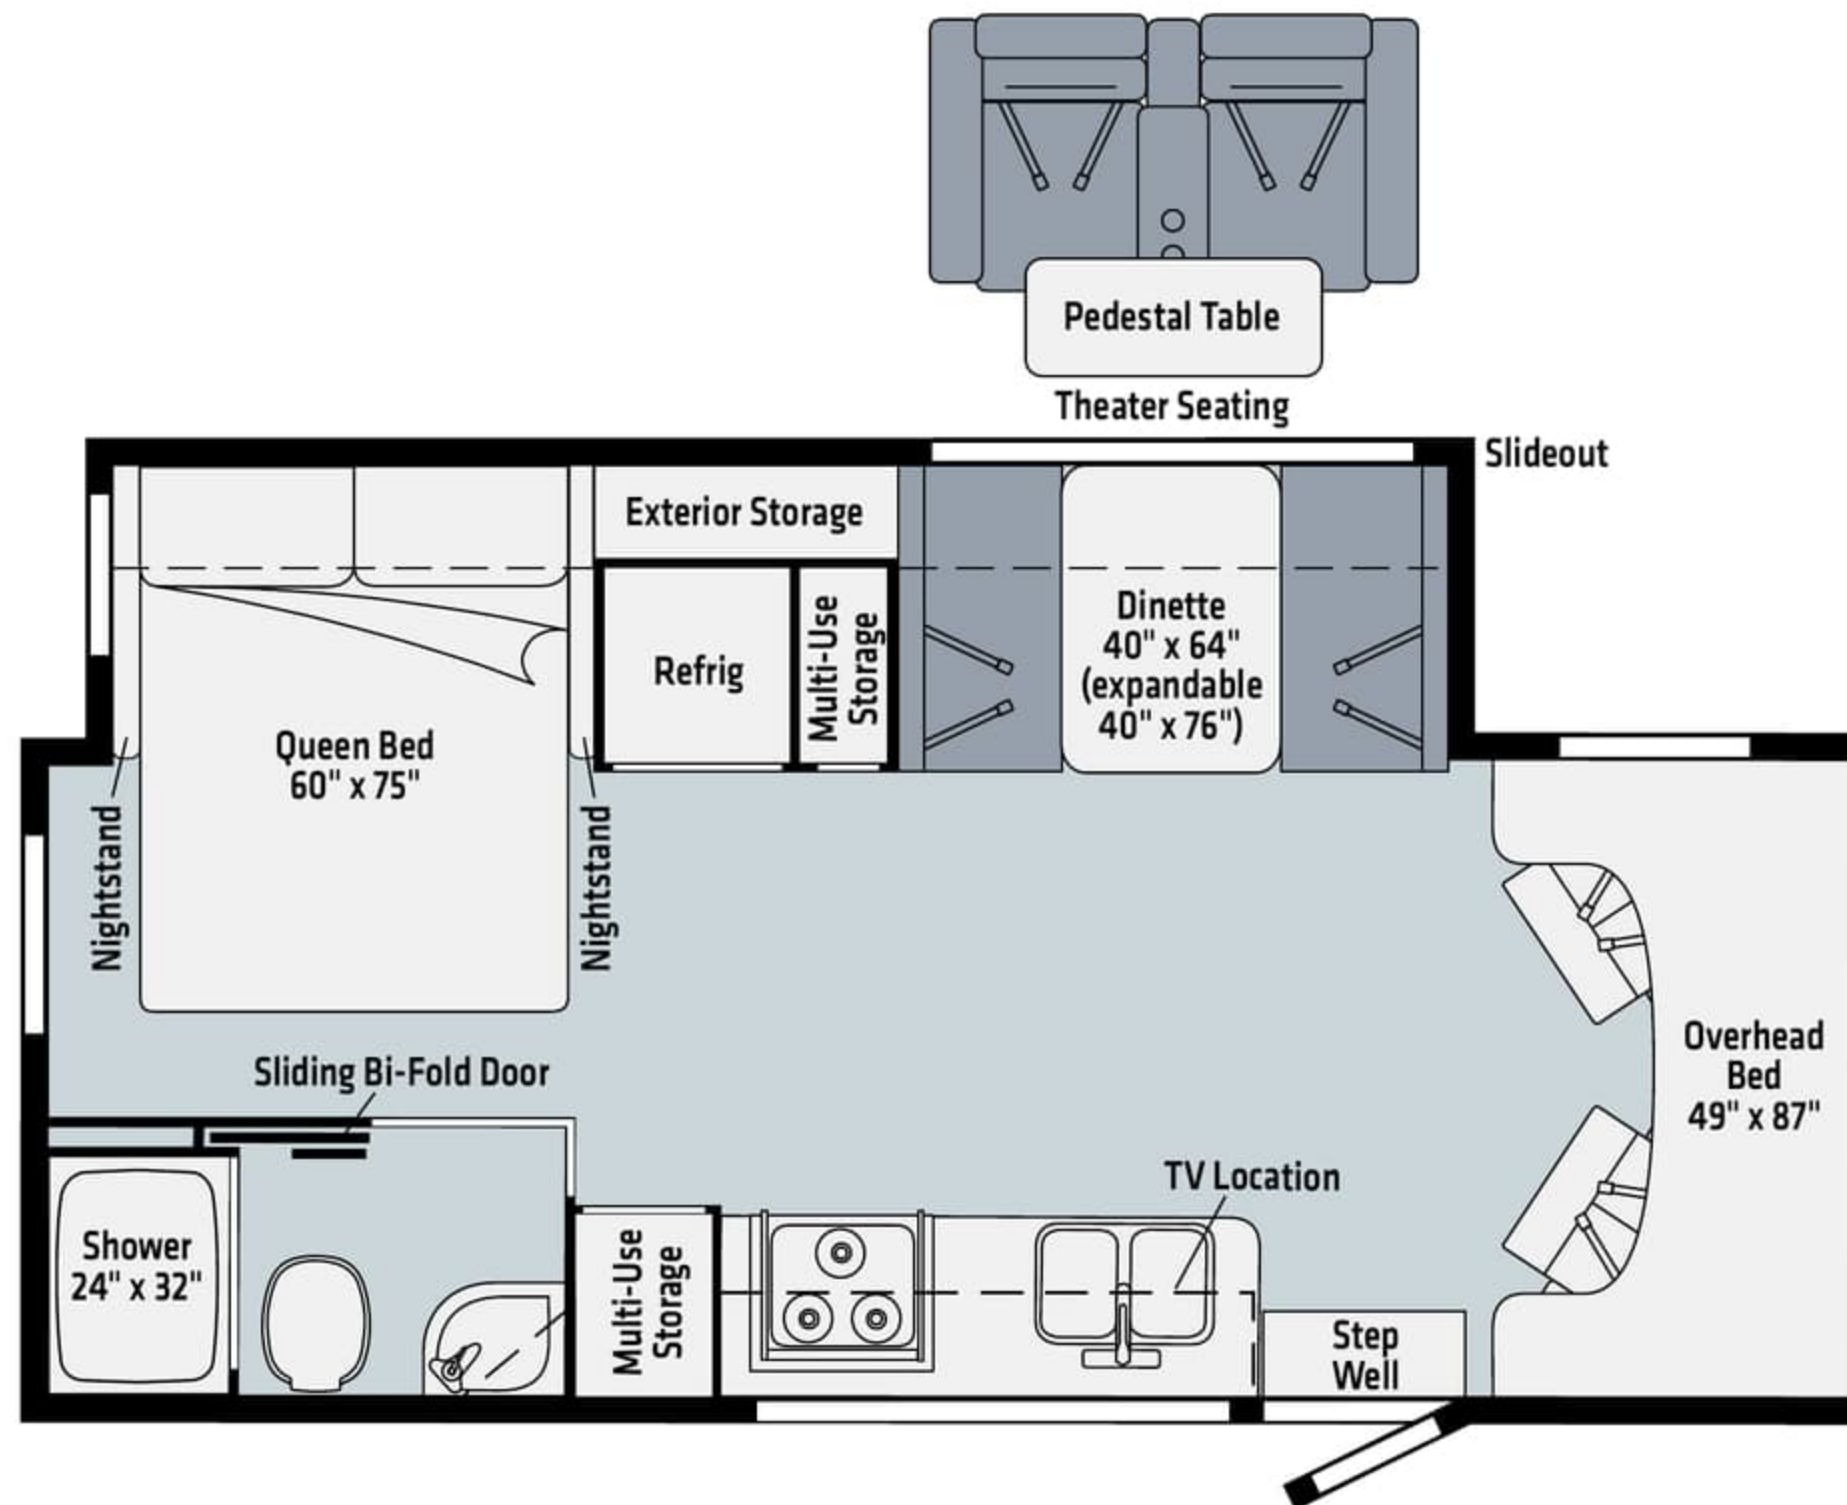 Pedestal Table
Theater Seating
Slideout
Exterior Storage
Refrig
Multi-Use
Storage
Dinette
40" x 64"
(expandable
40" x 76")
Queen Bed
60" x 75"
Nightstand
Nightstand
Overhead
Bed
49" x 87"
Sliding Bi-Fold Door
TV Location
Shower
24" x 32"
Multi-Use
Storage
Step
Well